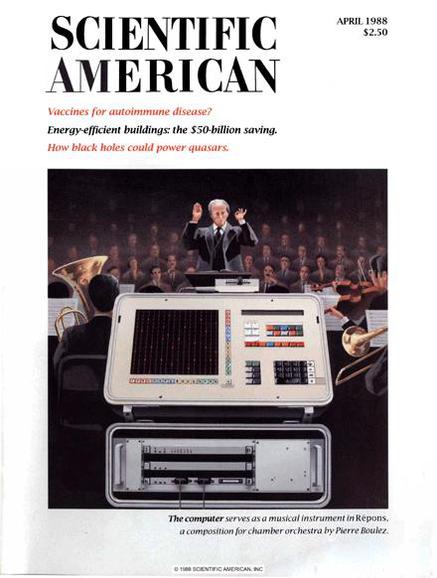 SCIENTIFIC
AMERICAN
APRIL 1988
$2.50
Vaccines for autoimmune disease?
Energy-efficient buildings: the $50-billion saving.
How black holes could power quasars.
The computer serves as a musical instrument in Répons,
a composition for chamber orchestra by Pierre Boulez.
© 1988 SCIENTIFIC AMERICAN, INC